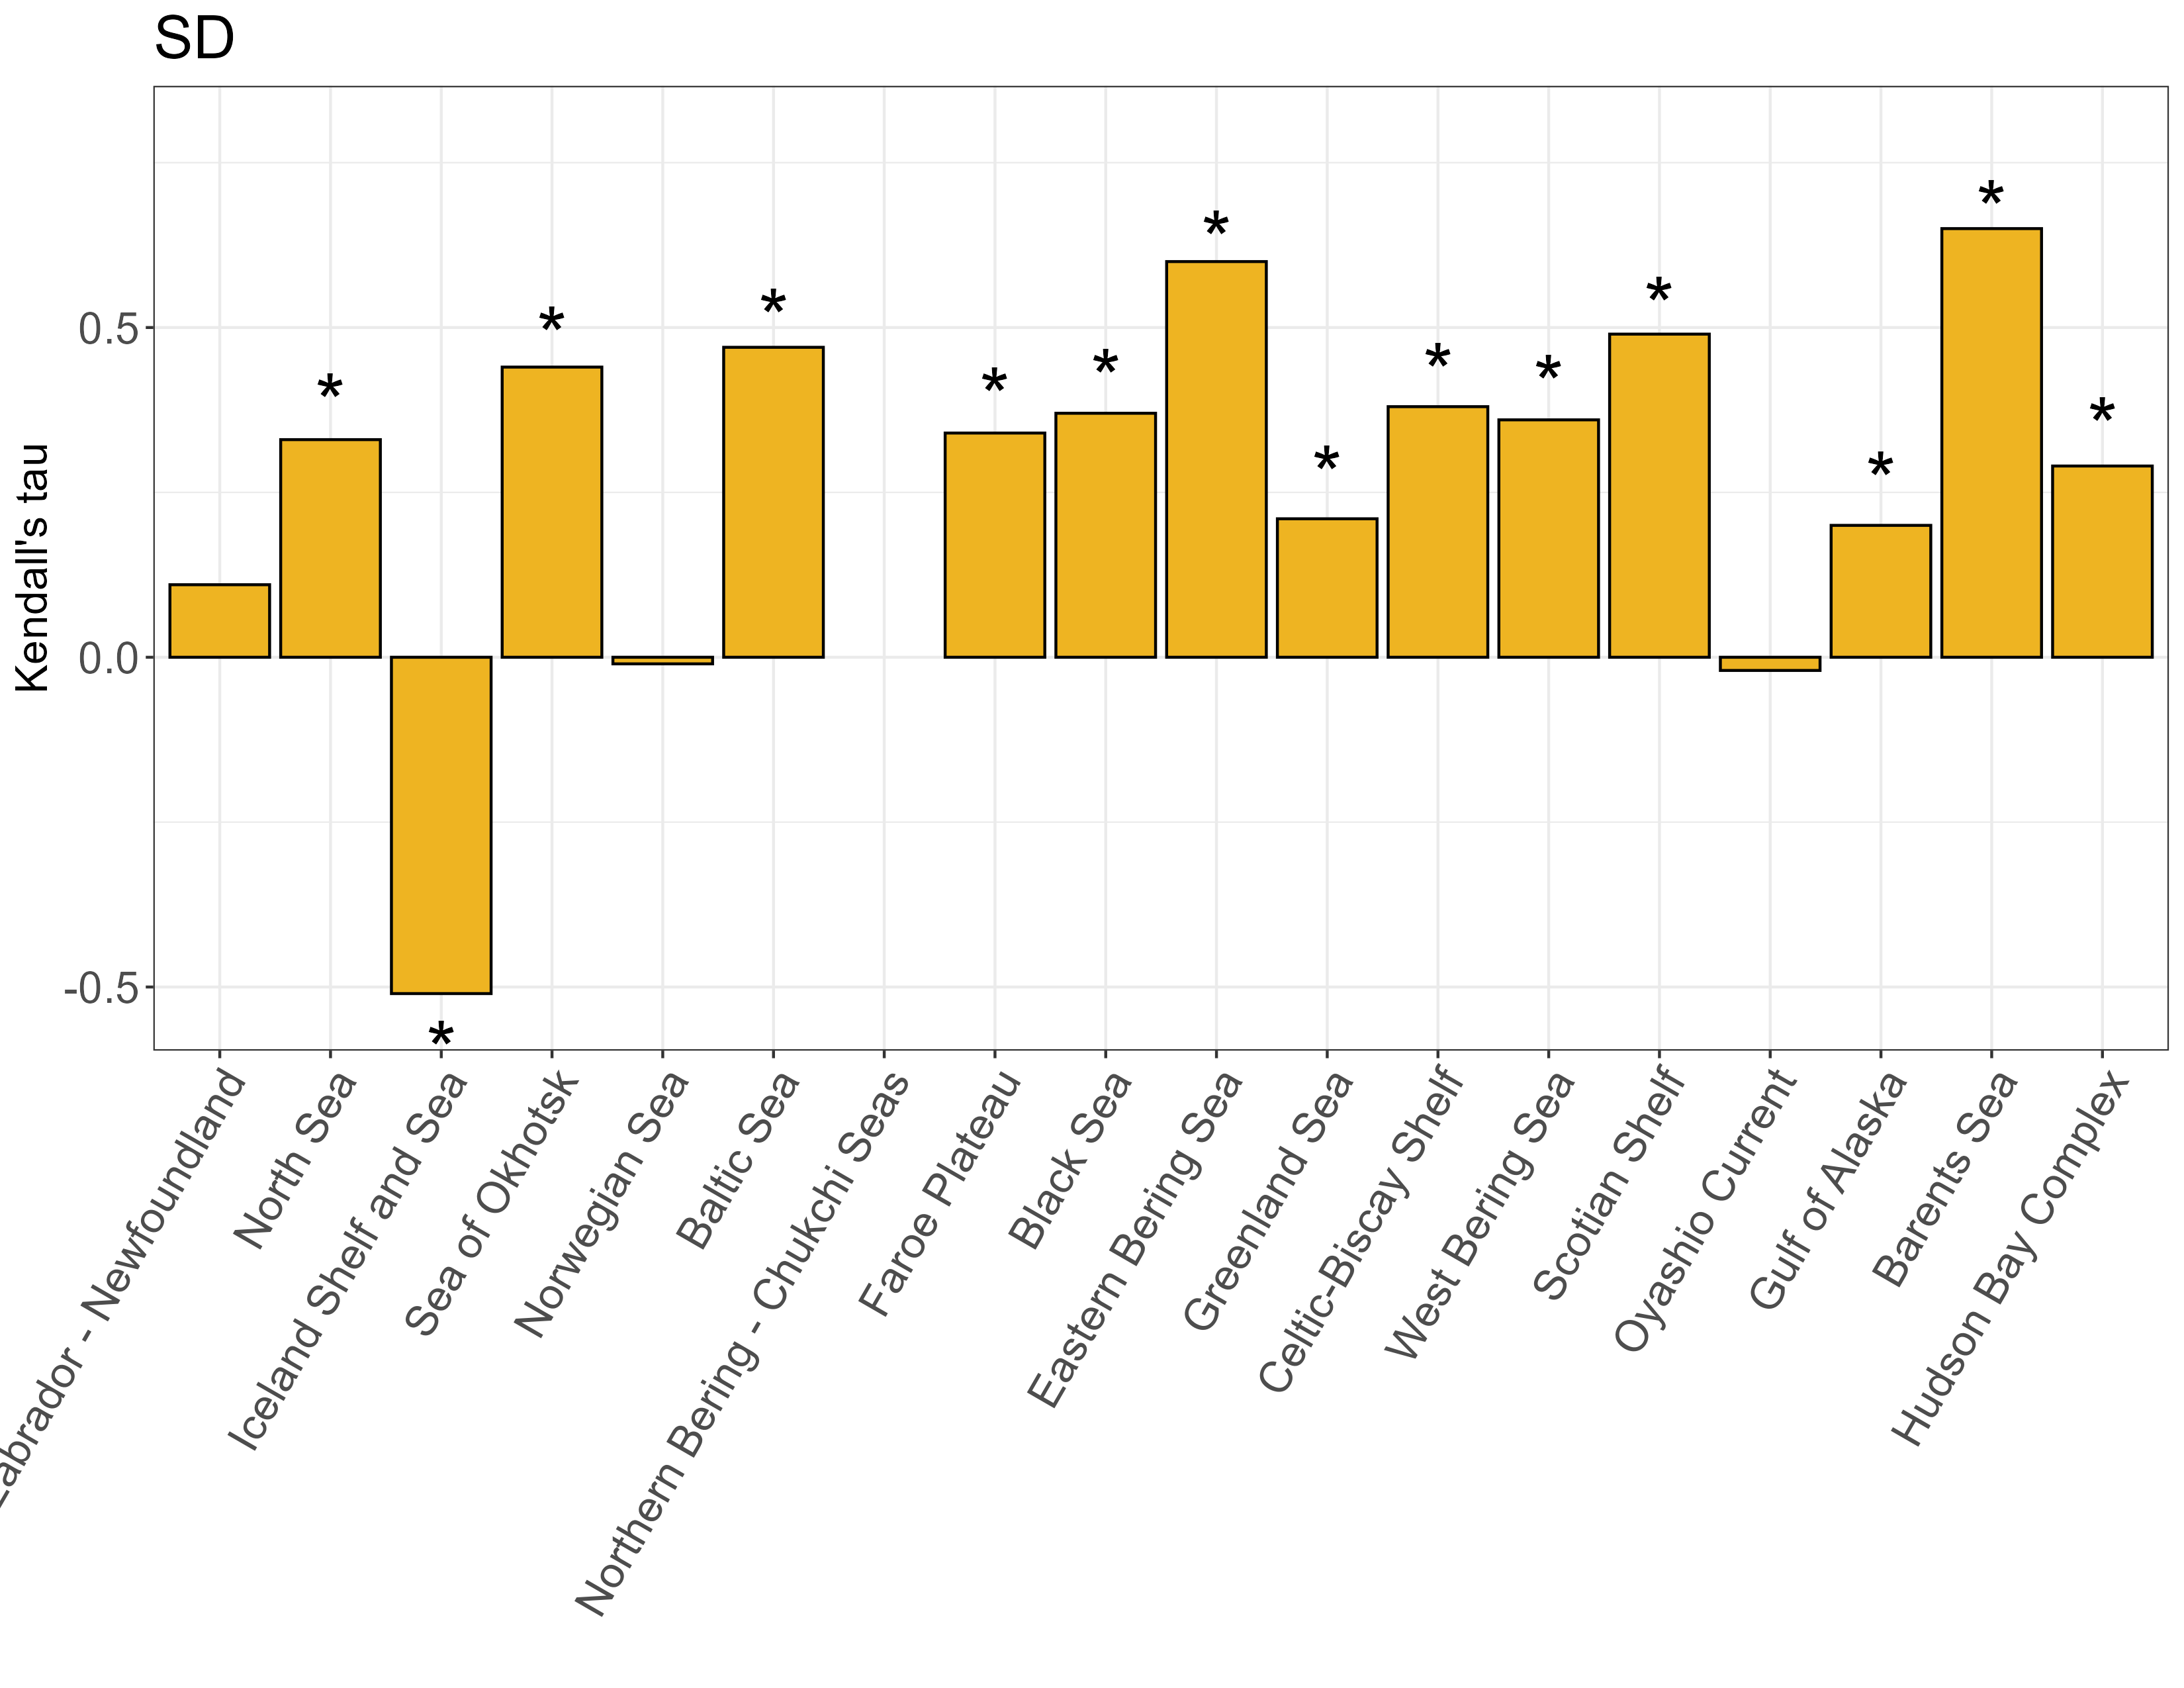 SD
Kendall's tau
0.5
0.0
-0.5
*
*
*
*
*
*
*
*
*
*
*
*
*
*
Labrador - Newfoundland
North Sea
Iceland Shelf and Sea
Sea of Okhotsk
Norwegian Sea
Baltic Sea
Northern Bering - Chukchi Seas
Faroe Plateau
Black Sea
Eastern Bering Sea
Greenland Sea
Celtic-Biscay Shelf
West Bering Sea
Scotian Shelf
Oyashio Current
Gulf of Alaska
Barents Sea
Hudson Bay Complex